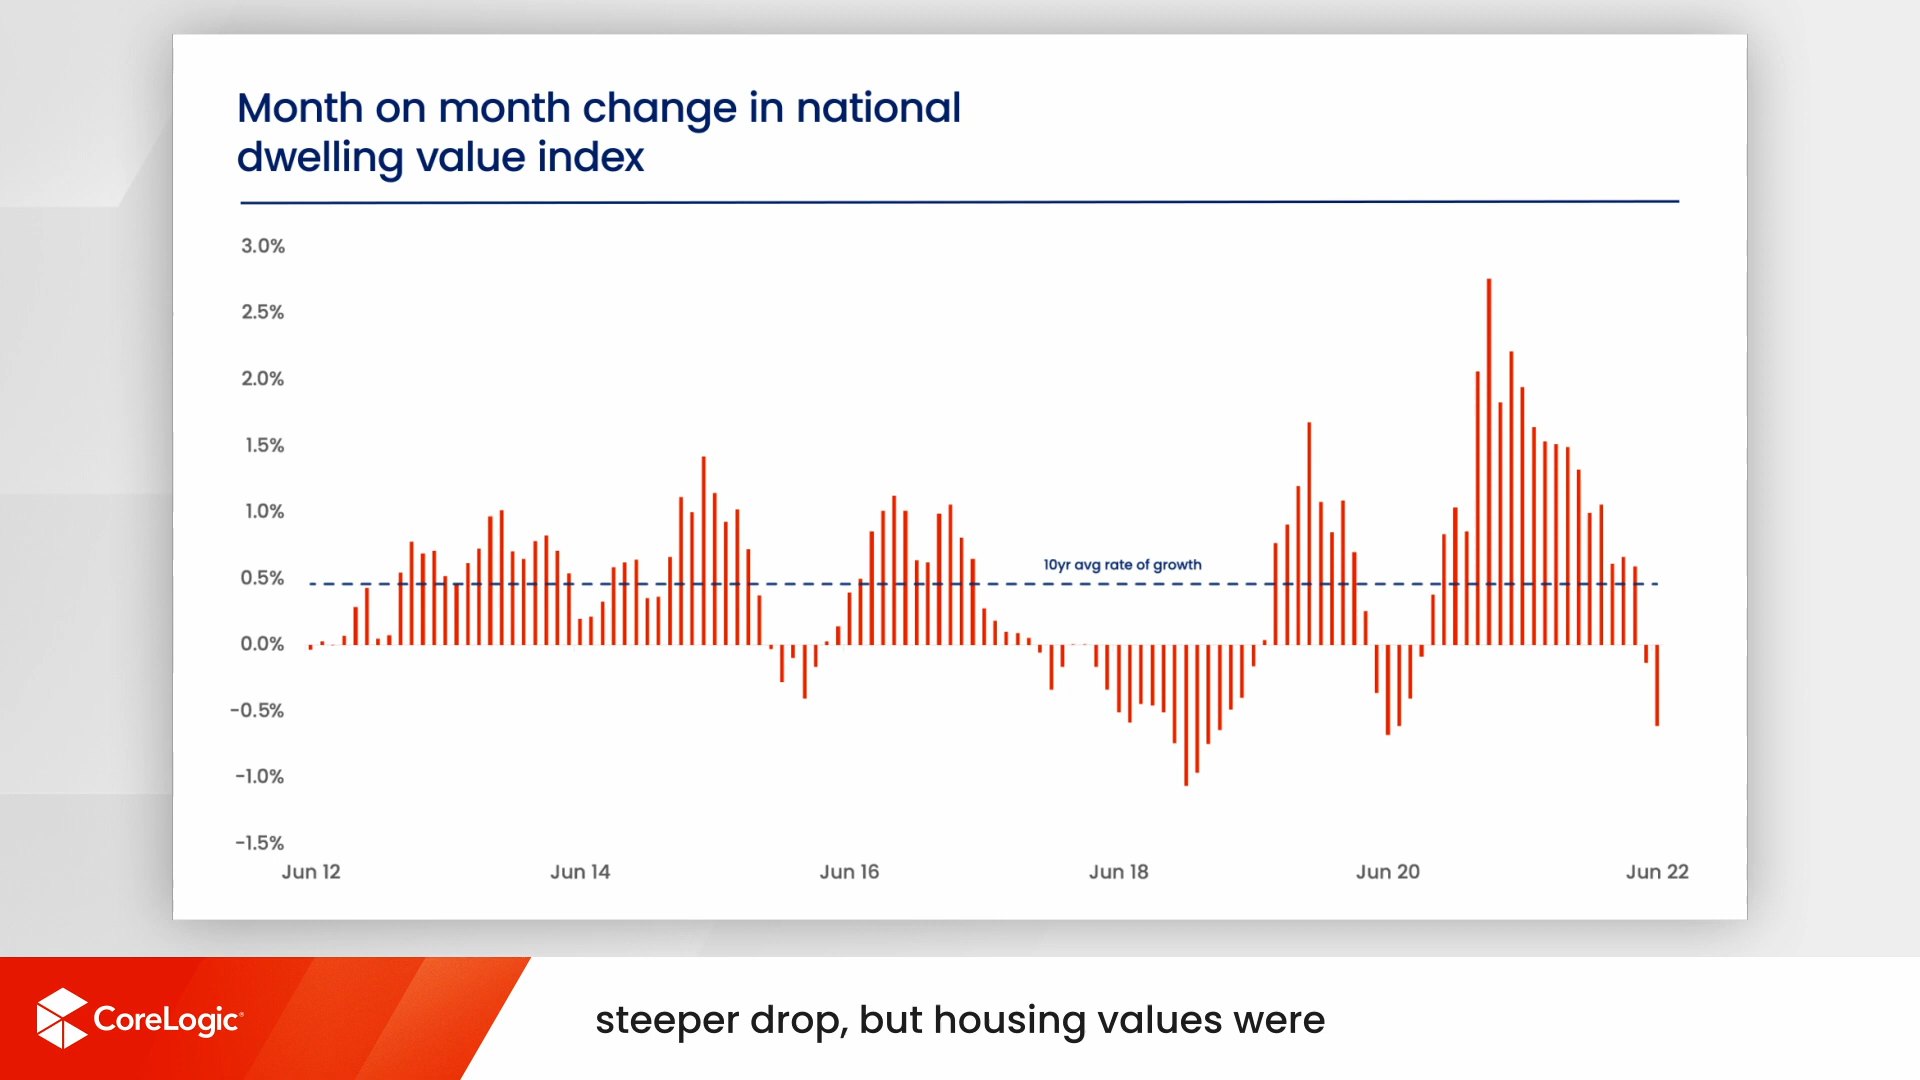 Month on month change in national
dwelling value index
3.0%
2.5%
2.0%
1.5%
1.0%
0.5%
0.0%
−0.5%
−1.0%
−1.5%
10yr avg rate of growth
Jun 12 Jun 14 Jun 16 Jun 18 Jun 20 Jun 22
CoreLogic
steeper drop, but housing values were